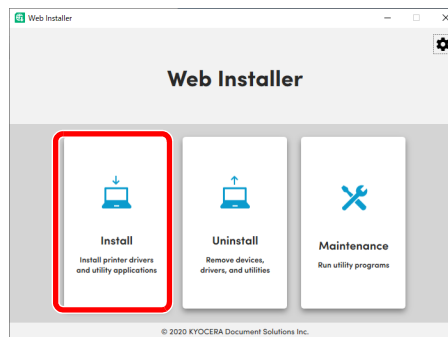 Web Installer
Web Installer
Install
Install printer drivers
and utility applications
Uninstall
Remove devices,
drivers, and utilities
Maintenance
Run utility programs
© 2020 KYOCERA Document Solutions Inc.